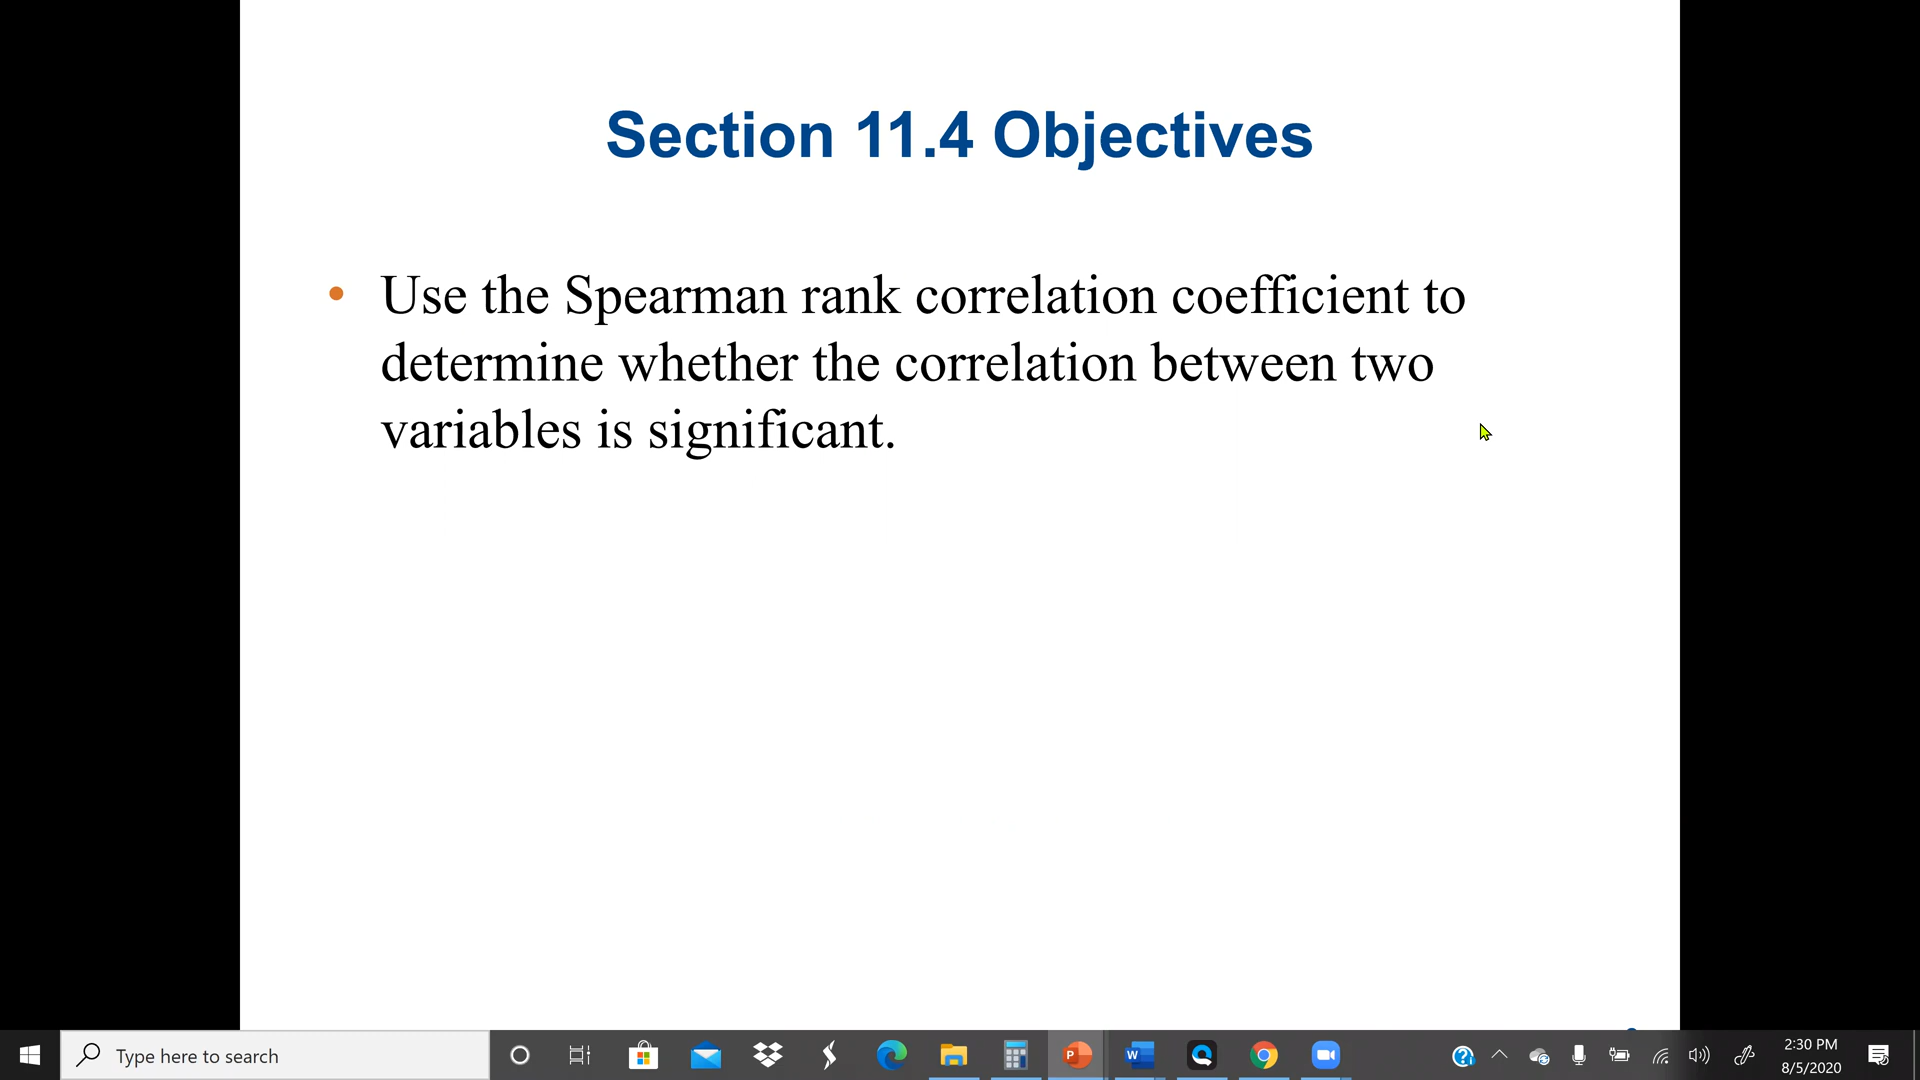 Section 11.4 Objectives
• Use the Spearman rank correlation coefficient to
determine whether the correlation between two
variables is significant.
Type here to search
2:30 PM
8/5/2020